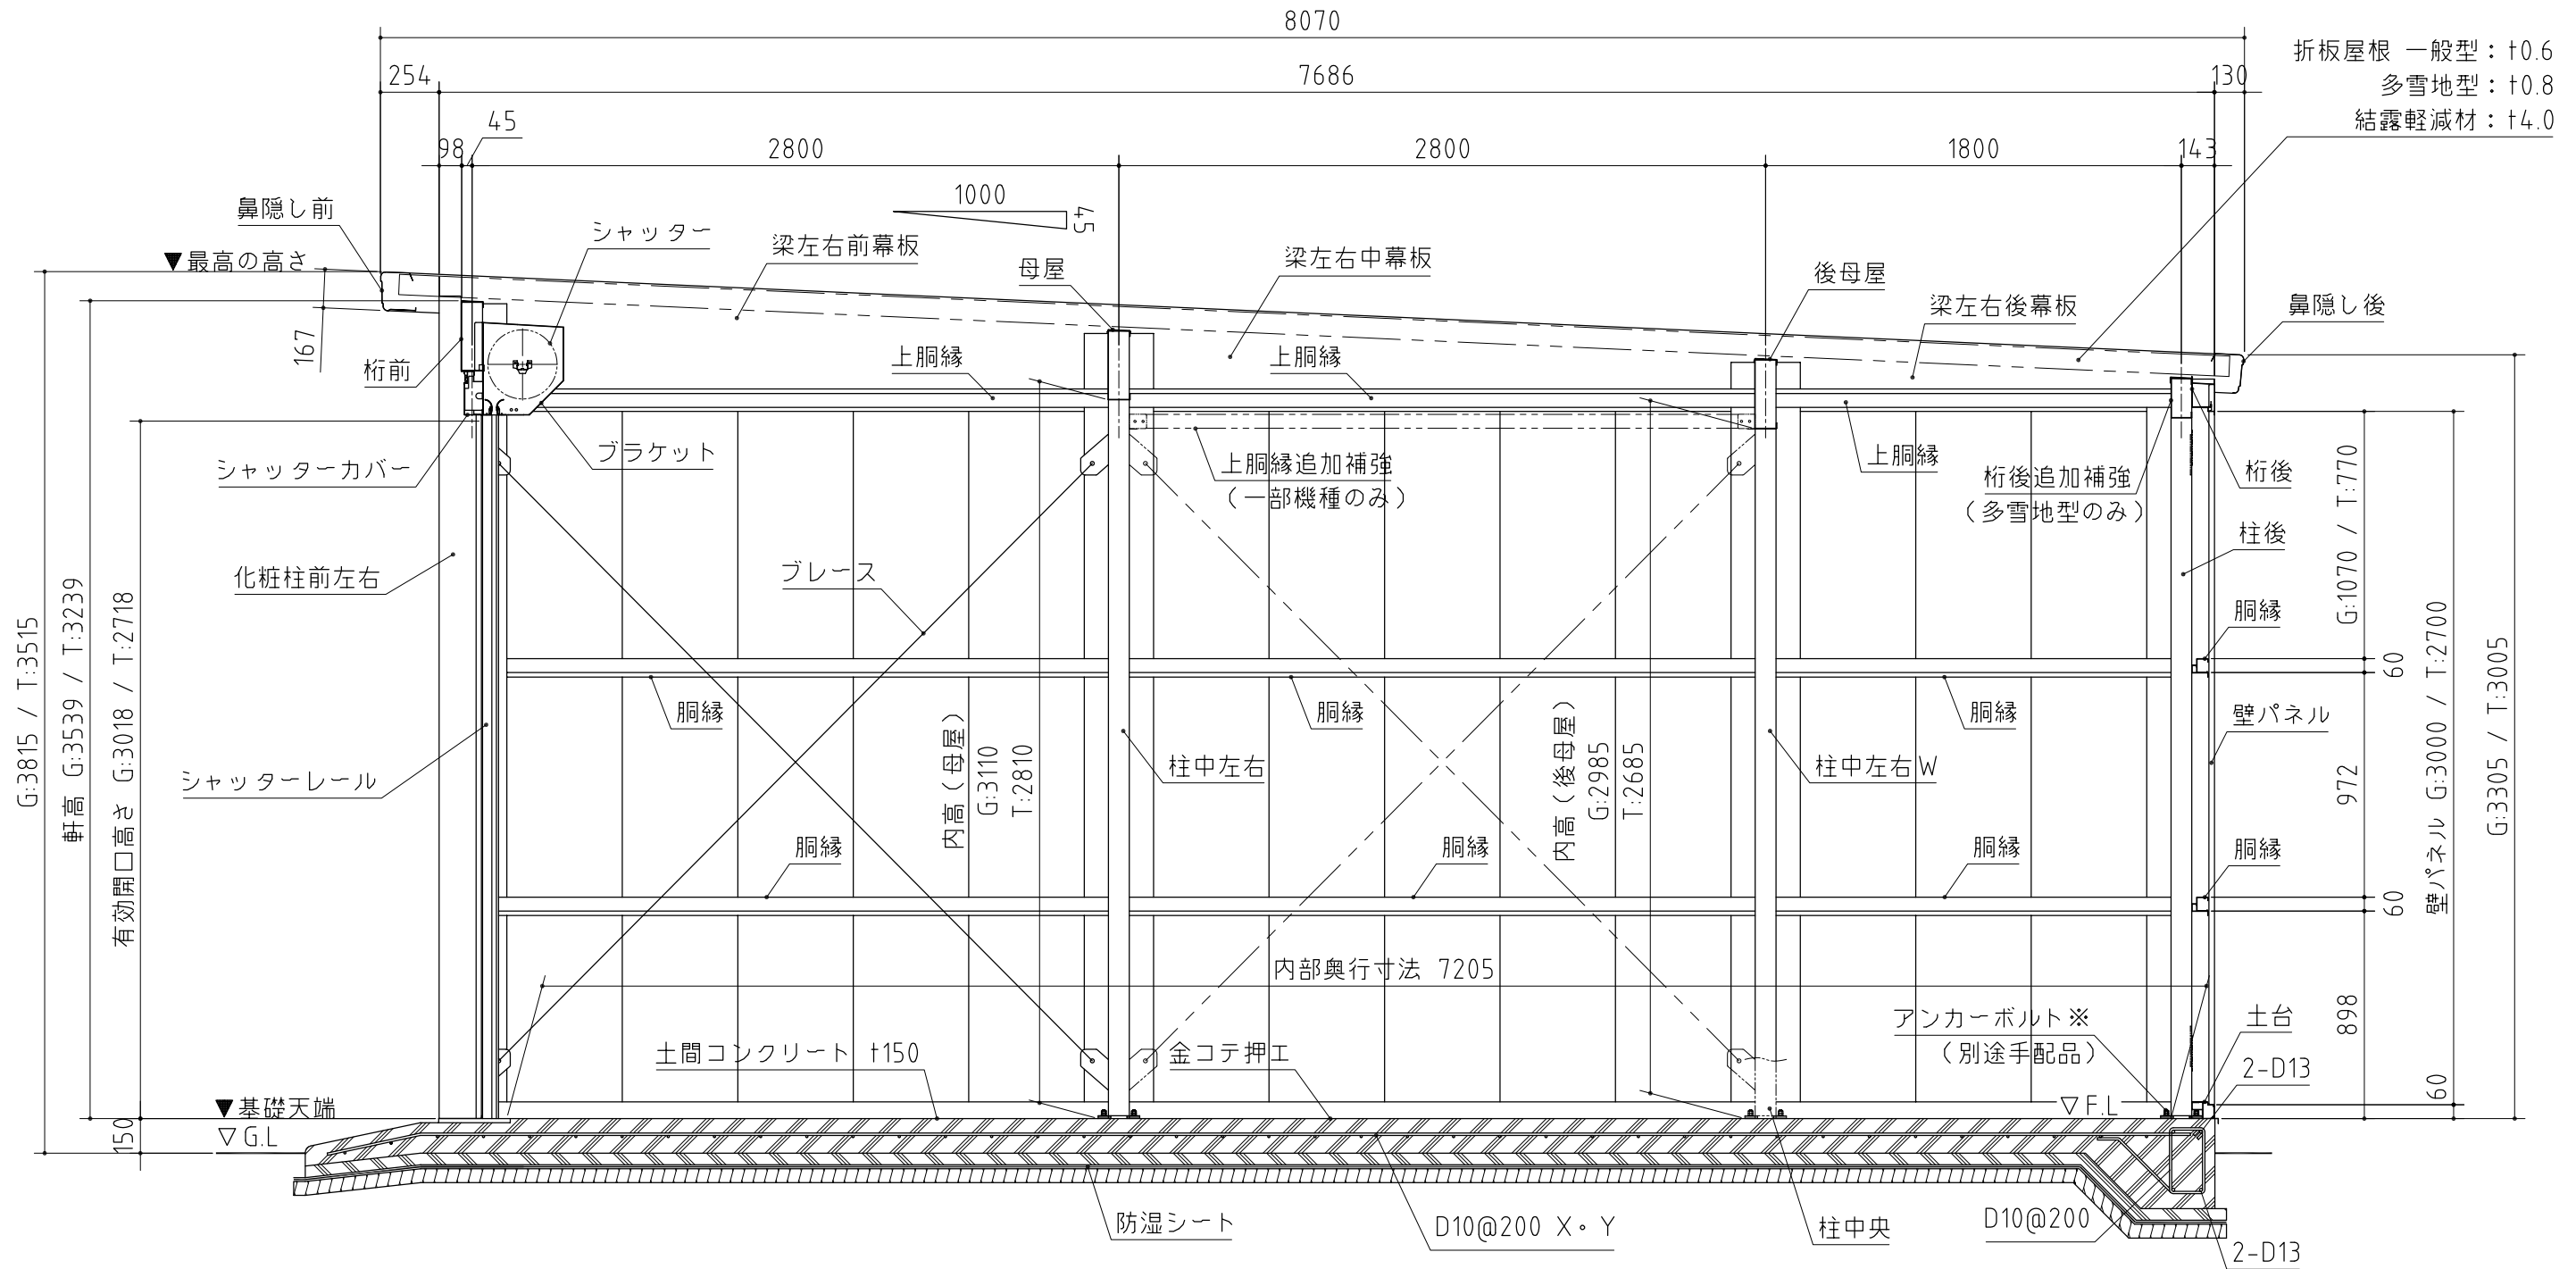 8070
254
7686
130
折板屋根 一般型：t0.6
多雪地型：t0.8
結露軽減材：t4.0
45
98
2800
2800
1800
143
1000
45
鼻隠し前
シャッター
▼最高の高さ
梁左右前幕板
母屋
梁左右中幕板
後母屋
梁左右後幕板
鼻隠し後
167
桁前
上胴縁
上胴縁
シャッターカバー
ブラケット
上胴縁追加補強
（一部機種のみ）
上胴縁
桁後追加補強
（多雪地型のみ）
桁後
柱後
化粧柱前左右
ブレース
胴縁
G:3815 / T:3515
軒高 G:3539 / T:3239
有効開口高さ G:3018 / T:2718
G:1070 / T:770
60
972
60
898
60
壁パネル G:3000 / T:2700
G:3305 / T:3005
胴縁
胴縁
胴縁
壁パネル
シャッターレール
内高（母屋）
G:3110
T:2810
柱中左右
内高（後母屋）
G:2985
T:2685
柱中左右W
胴縁
胴縁
胴縁
胴縁
内部奥行寸法 7205
アンカーボルト※
（別途手配品）
土台
2-D13
土間コンクリート t150
金コテ押エ
▼基礎天端
▽G.L
▽F.L
150
防湿シート
D10@200 X・Y
柱中央
D10@200
2-D13